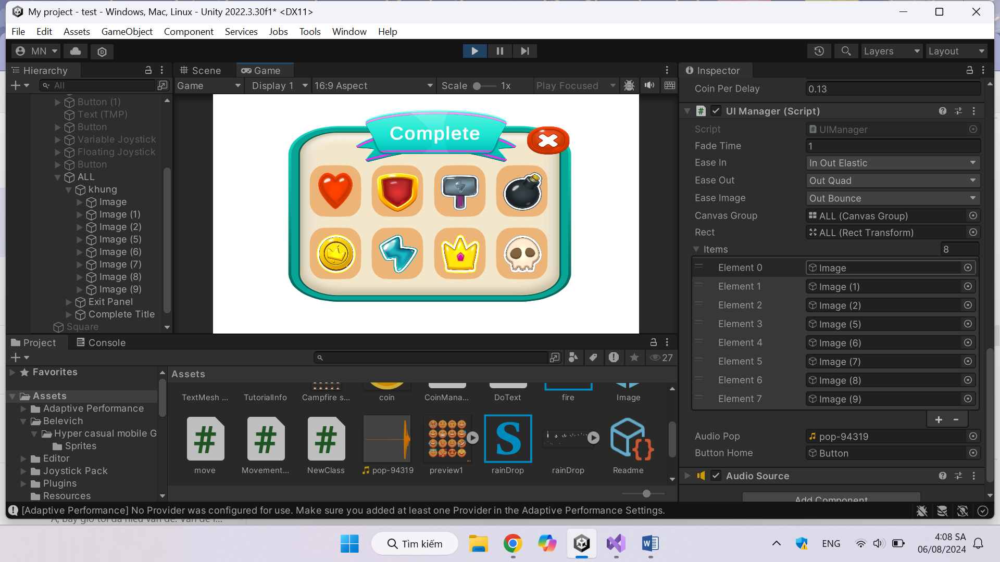 My project - test - Windows, Mac, Linux - Unity 2022.3.30f1* <DX11>
File Edit Assets GameObject Component Services Jobs Tools Window Help
MN Layers Layout
Hierarchy
All
Button (1)
Text (TMP)
Button
Variable Joystick
Floating Joystick
Button
ALL
khung
Image
Image (1)
Image (2)
Image (5)
Image (6)
Image (7)
Image (8)
Image (9)
Exit Panel
Complete Title
Square
Scene Game
Game Display 1 16:9 Aspect Scale 1x Play Focused
Complete
Inspector
Coin Per Delay 0.13
# UI Manager (Script)
Script # UIManager
Fade Time 1
Ease In In Out Elastic
Ease Out Out Quad
Ease Image Out Bounce
Canvas Group ALL (Canvas Group)
Rect ALL (Rect Transform)
Items 8
Element 0 Image
Element 1 Image (1)
Element 2 Image (2)
Element 3 Image (5)
Element 4 Image (6)
Element 5 Image (7)
Element 6 Image (8)
Element 7 Image (9)
+ -
Audio Pop pop-94319
Button Home Button
Audio Source
Add Component
Project Console
27
Favorites
Assets
Adaptive Performance
Belevich
Hyper casual mobile G
Sprites
Editor
Joystick Pack
Plugins
Resources
Assets
TextMesh ... TutorialInfo Campfire s... coin CoinMana... DoText fire Image
# # # S
move Movement... NewClass pop-94319 preview1 rainDrop rainDrop Readme
[Adaptive Performance] No Provider was configured for use. Make sure you added at least one Provider in the Adaptive Performance Settings.
Tìm kiếm
ENG
4:08 SA
06/08/2024